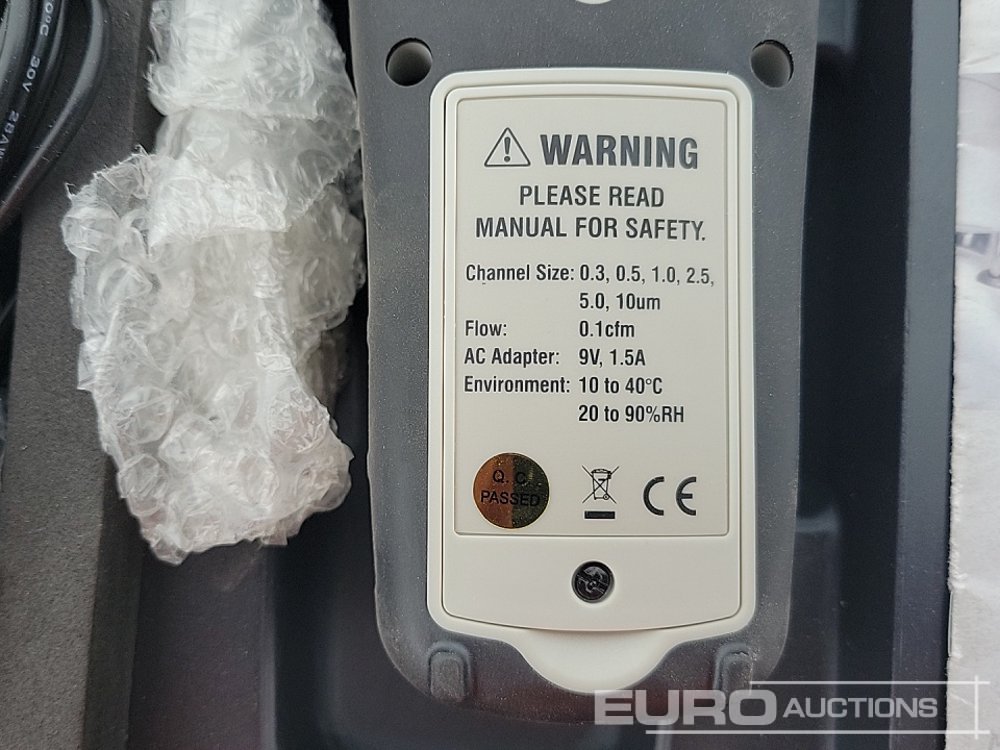 WARNING
PLEASE READ
MANUAL FOR SAFETY.
Channel Size: 0.3, 0.5, 1.0, 2.5,
5.0, 10um
Flow: 0.1cfm
AC Adapter: 9V, 1.5A
Environment: 10 to 40°C
20 to 90%RH
Q.C.
PASSED
CE
EURO AUCTIONS
30V 28AW